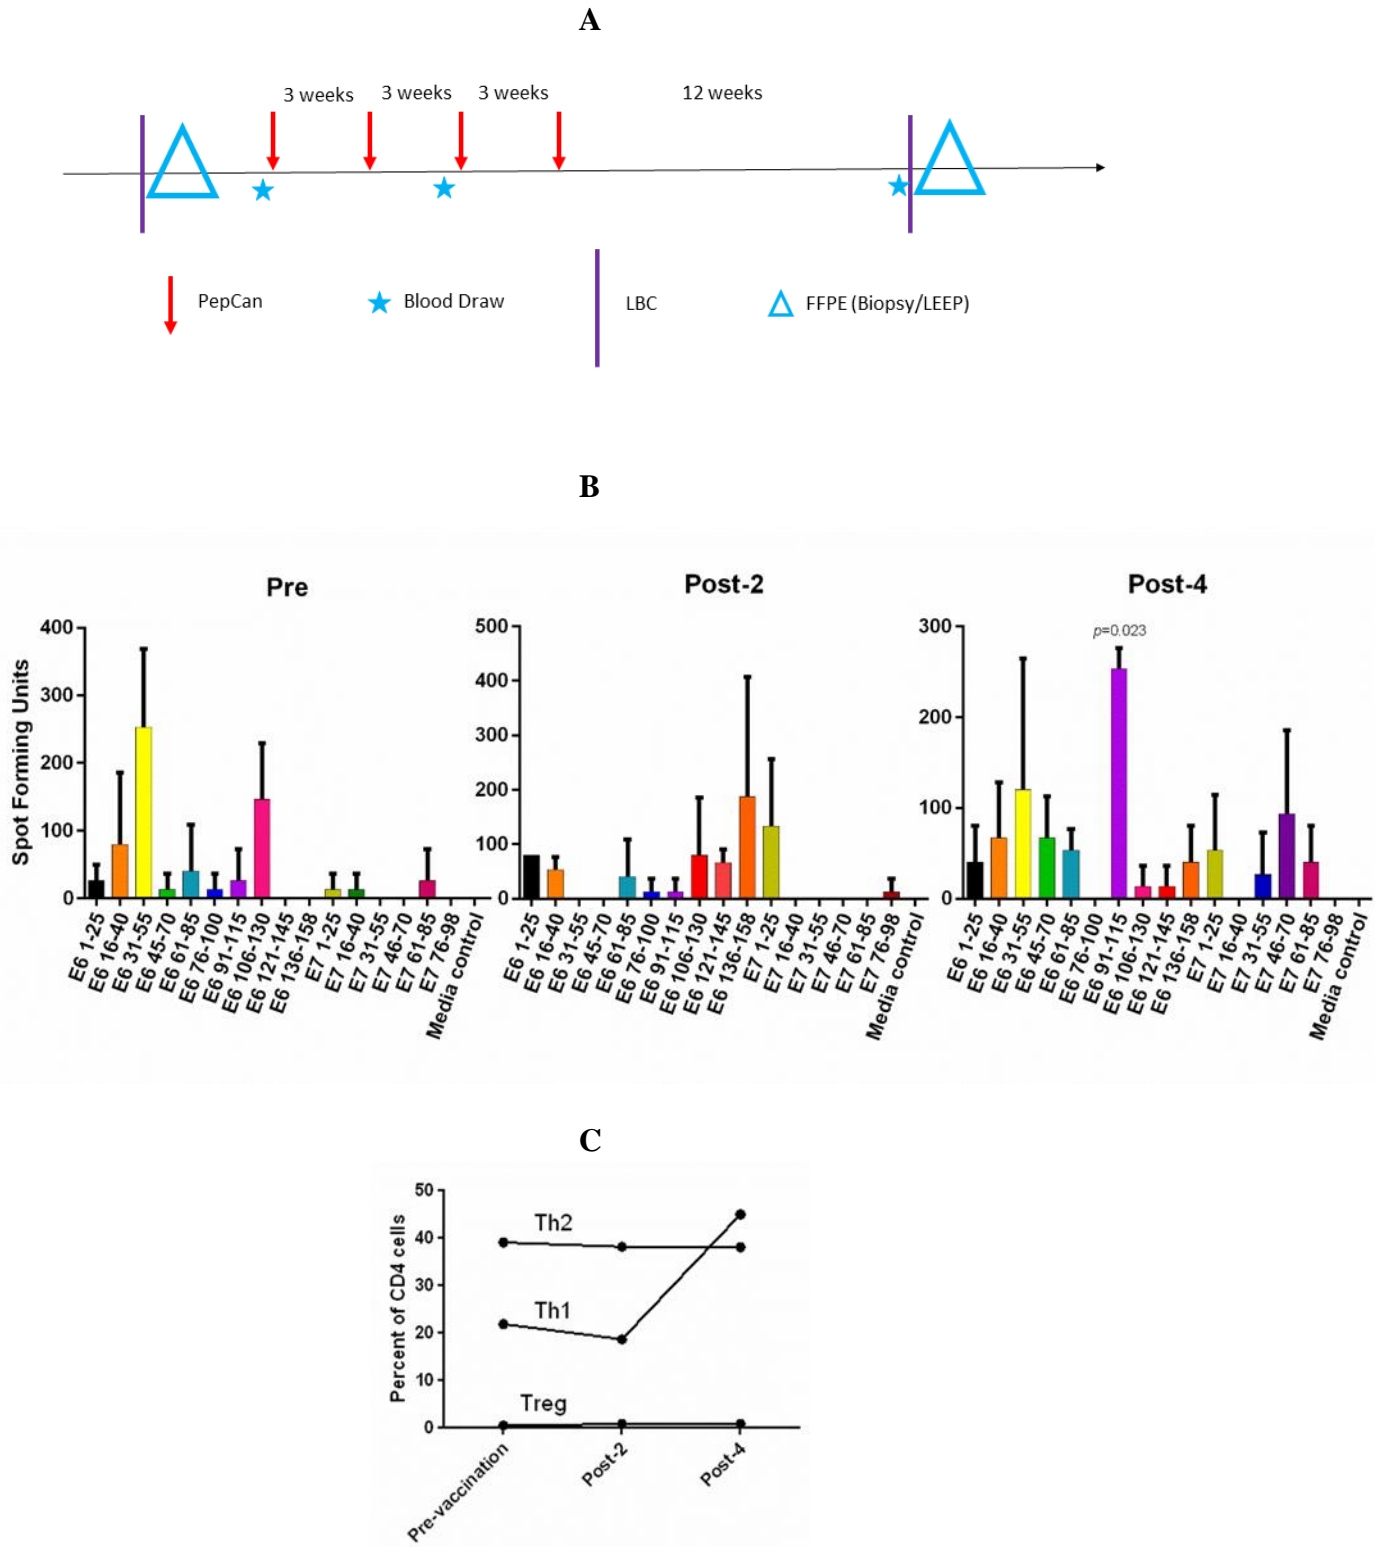 A
3 weeks
3 weeks
3 weeks
12 weeks
PepCan
Blood Draw
LBC
FFPE (Biopsy/LEEP)
B
Pre
Spot Forming Units
400
300
200
100
0
E6 1-25
E6 16-40
E6 31-55
E6 45-70
E6 61-85
E6 76-100
E6 91-115
E6 106-130
E6 121-145
E6 136-158
E7 1-25
E7 16-40
E7 31-55
E7 46-70
E7 61-85
E7 76-98
Media control
Post-2
500
400
300
200
100
0
E6 1-25
E6 16-40
E6 31-55
E6 45-70
E6 61-85
E6 76-100
E6 91-115
E6 106-130
E6 121-145
E6 136-158
E7 1-25
E7 16-40
E7 31-55
E7 46-70
E7 61-85
E7 76-98
Media control
Post-4
p=0.023
300
200
100
0
E6 1-25
E6 16-40
E6 31-55
E6 45-70
E6 61-85
E6 76-100
E6 91-115
E6 106-130
E6 121-145
E6 136-158
E7 1-25
E7 16-40
E7 31-55
E7 46-70
E7 61-85
E7 76-98
Media control
C
Percent of CD4 cells
50
40
30
20
10
0
Th2
Th1
Treg
Pre-vaccination
Post-2
Post-4